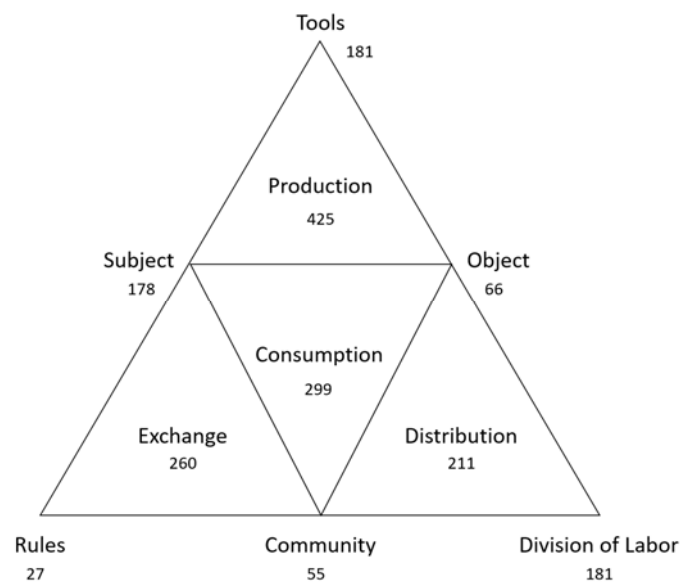 Tools
181
Production
425
Subject
178
Object
66
Consumption
299
Exchange
260
Distribution
211
Rules
27
Community
55
Division of Labor
181